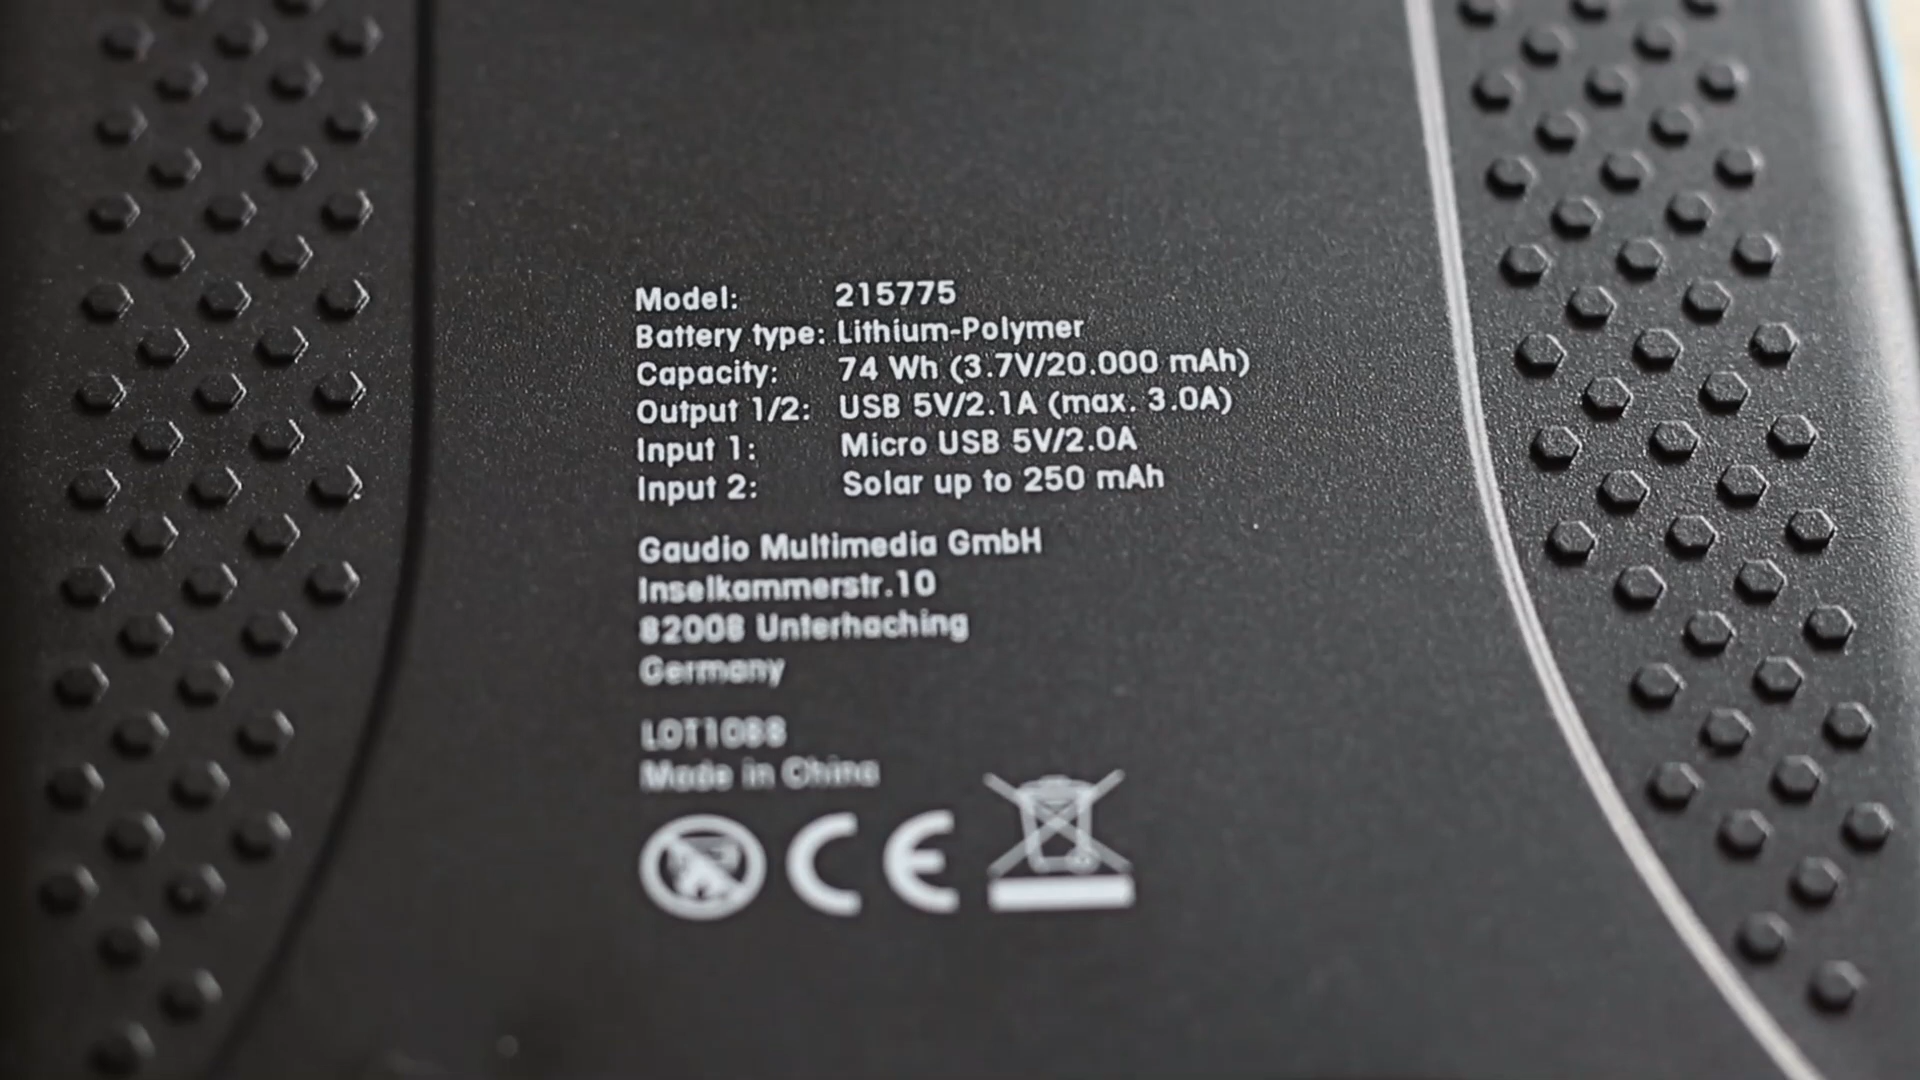 Model: 215775
Battery type: Lithium-Polymer
Capacity: 74 Wh (3.7V/20.000 mAh)
Output 1/2: USB 5V/2.1A (max. 3.0A)
Input 1: Micro USB 5V/2.0A
Input 2: Solar up to 250 mAh
Gaudio Multimedia GmbH
Inselkammerstr.10
82008 Unterhaching
Germany
LOT1088
Made in China
CE